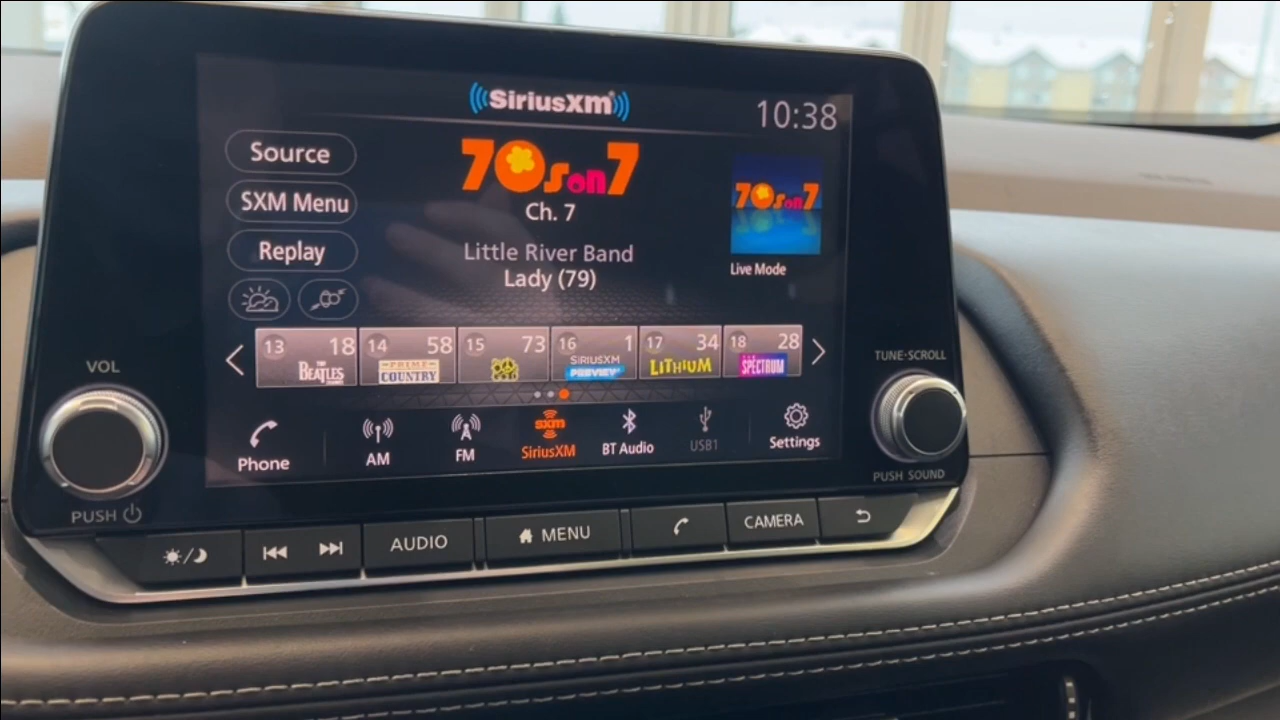 SiriusXM
10:38
Source
70s on 7
70s on 7
SXM Menu
Ch. 7
Replay
Little River Band
Lady (79)
Live Mode
13 18
THE BEATLES
14 58
PRIME COUNTRY
15 73
16 1
SIRIUSXM PREVIEW
17 34
LITHIUM
18 28
SPECTRUM
VOL
TUNE·SCROLL
Phone
AM
FM
sxm
SiriusXM
BT Audio
USB1
Settings
PUSH
PUSH SOUND
AUDIO
MENU
CAMERA